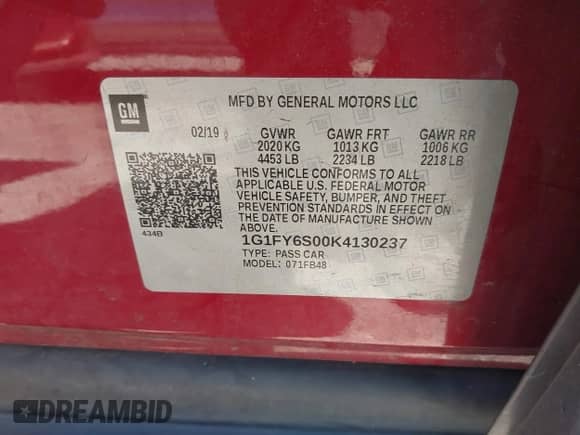 GM
MFD BY GENERAL MOTORS LLC
02/19 GVWR GAWR FRT GAWR RR
2020 KG 1013 KG 1006 KG
4453 LB 2234 LB 2218 LB
THIS VEHICLE CONFORMS TO ALL
APPLICABLE U.S. FEDERAL MOTOR
VEHICLE SAFETY, BUMPER, AND THEFT
PREVENTION STANDARDS IN EFFECT ON
THE DATE OF MANUFACTURE SHOWN
ABOVE.
434B
1G1FY6S00K4130237
TYPE: PASS CAR
MODEL: 071FB48
DREAMBID